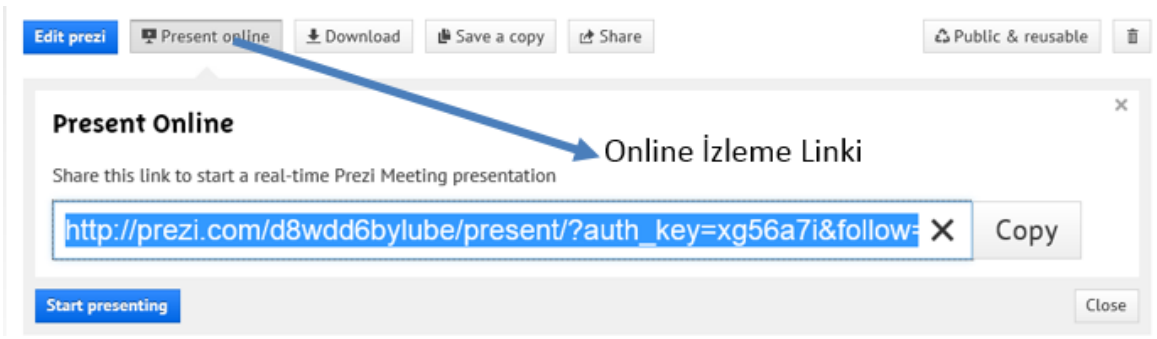 Edit prezi Present online Download Save a copy Share Public & reusable
Present Online
Online İzleme Linki
Share this link to start a real-time Prezi Meeting presentation
http://prezi.com/d8wdd6bylube/present/?auth_key=xg56a7i&follow= Copy
Start presenting Close